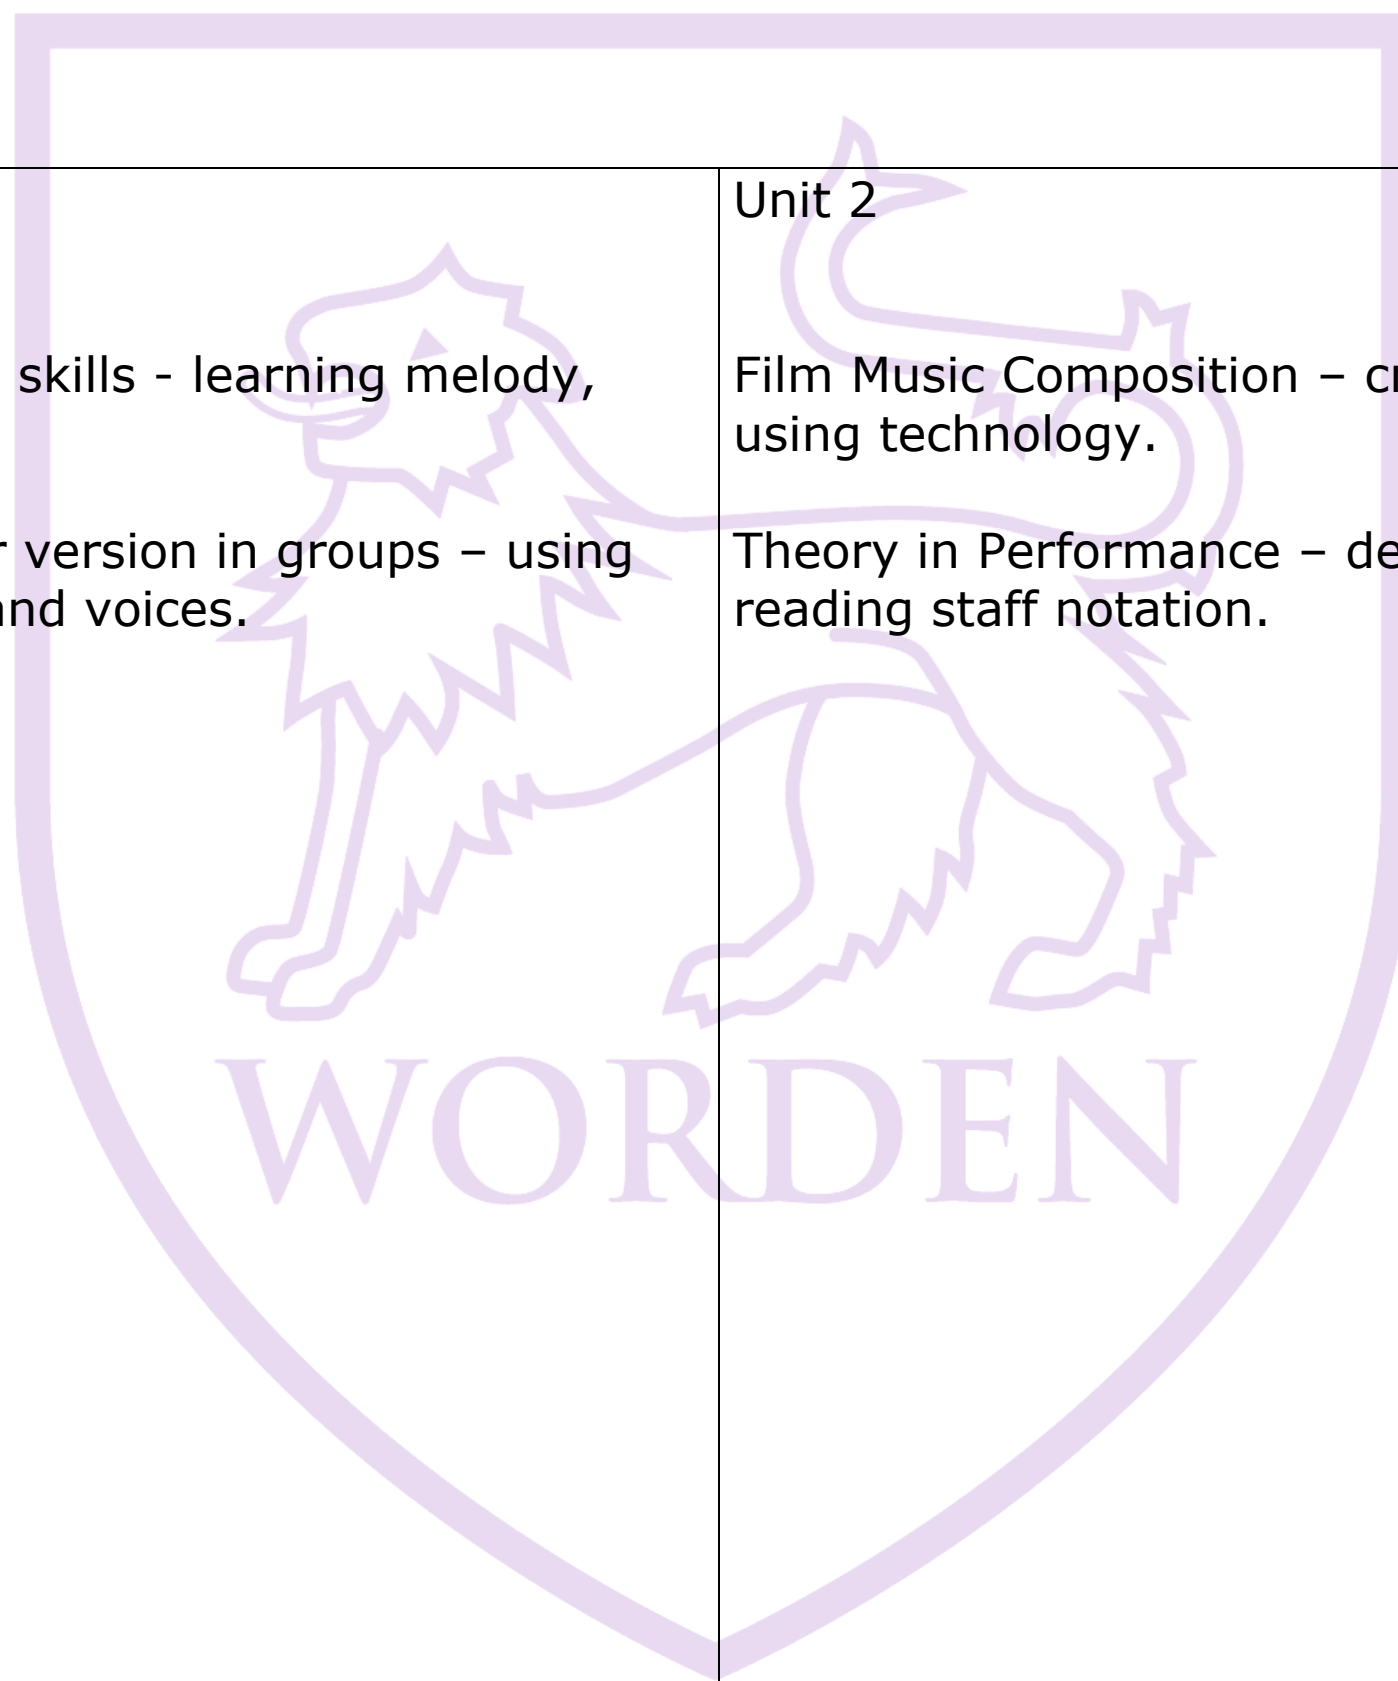 skills - learning melody,
version in groups – using
and voices.
Unit 2
Film Music Composition – cr
using technology.
Theory in Performance – de
reading staff notation.
WORDEN